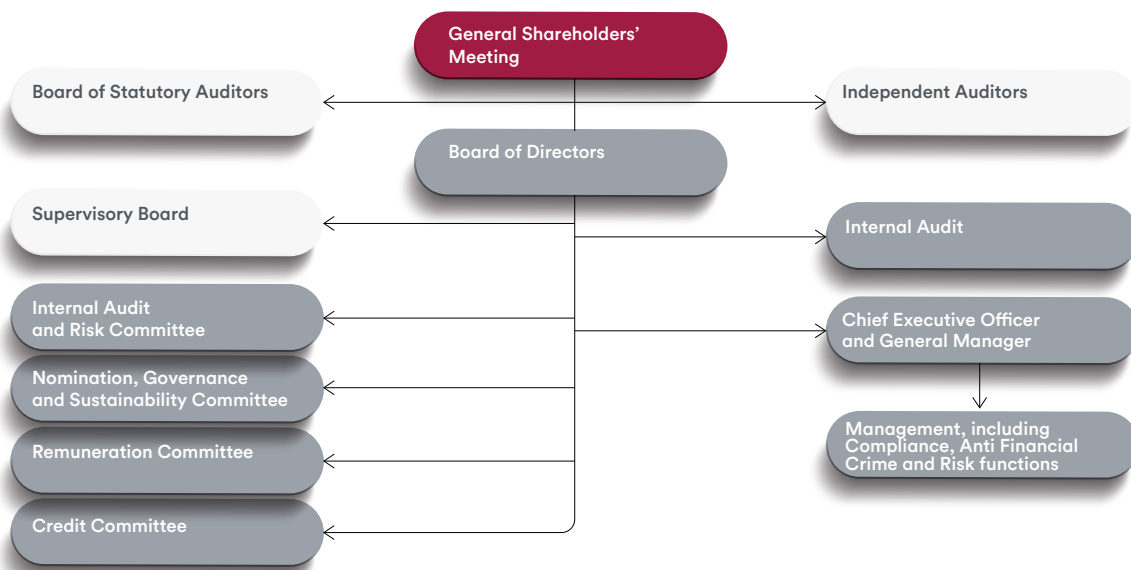 General Shareholders’
Meeting
Board of Statutory Auditors
Independent Auditors
Board of Directors
Supervisory Board
Internal Audit
Internal Audit
and Risk Committee
Chief Executive Officer
and General Manager
Nomination, Governance
and Sustainability Committee
Management, including
Compliance, Anti Financial
Crime and Risk functions
Remuneration Committee
Credit Committee